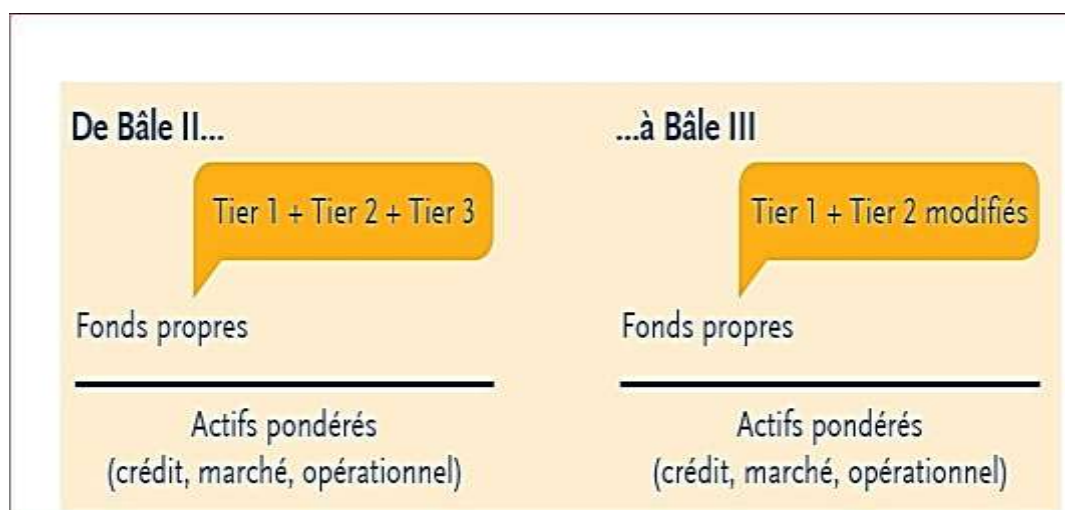 De Bâle II...
Tier 1 + Tier 2 + Tier 3
Fonds propres
Actifs pondérés
(crédit, marché, opérationnel)
...à Bâle III
Tier 1 + Tier 2 modifiés
Fonds propres
Actifs pondérés
(crédit, marché, opérationnel)